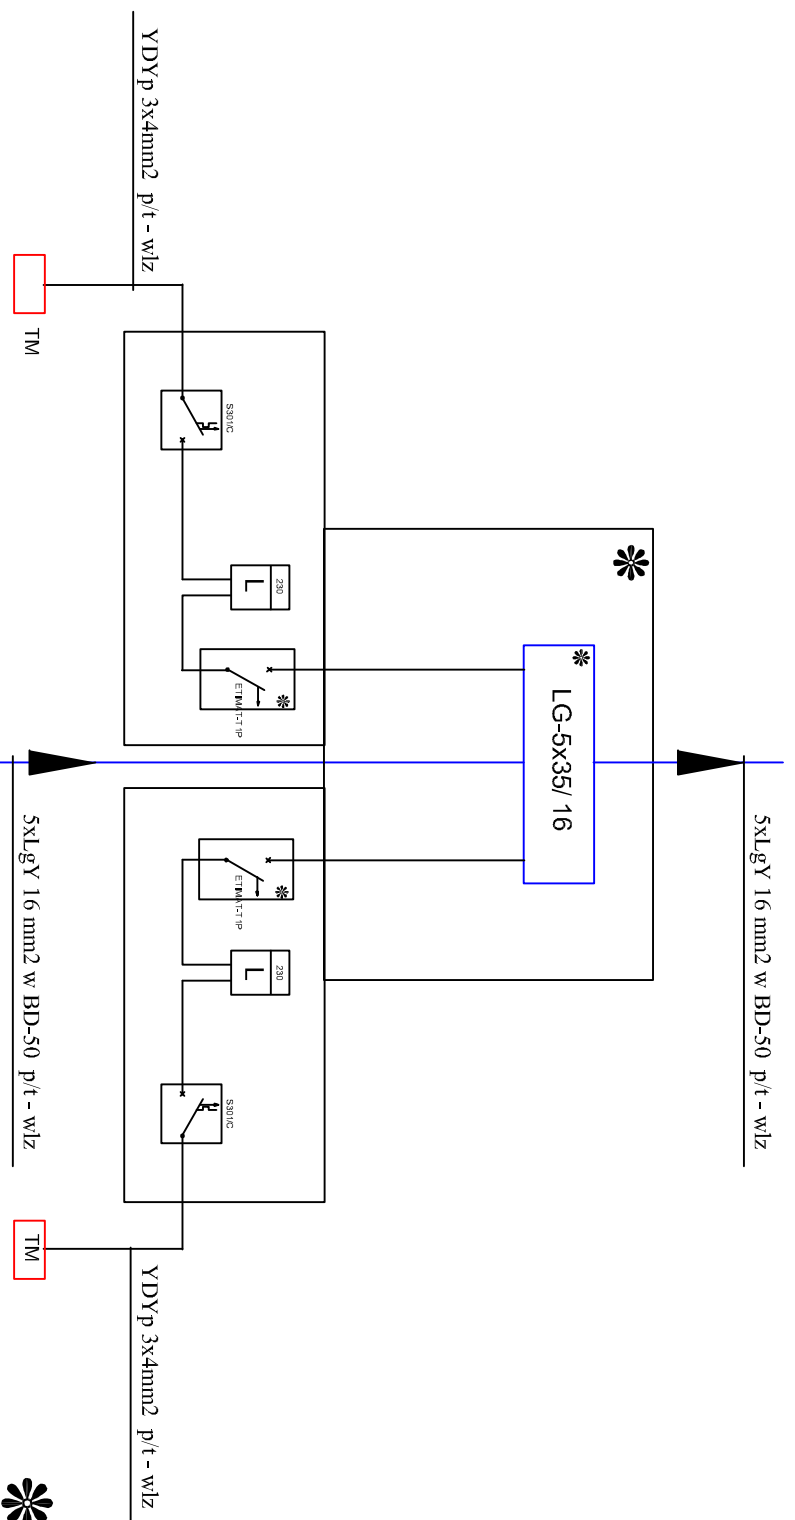 5xLgY 16 mm2 w BD-50 p/t - wlz
LG-5x35/ 16
230
230
L
L
ETIMAT-T 1P
ETIMAT-T 1P
S301/C
S301/C
YDYp 3x4mm2 p/t - wlz
YDYp 3x4mm2 p/t - wlz
TM
5xLgY 16 mm2 w BD-50 p/t - wlz
TM